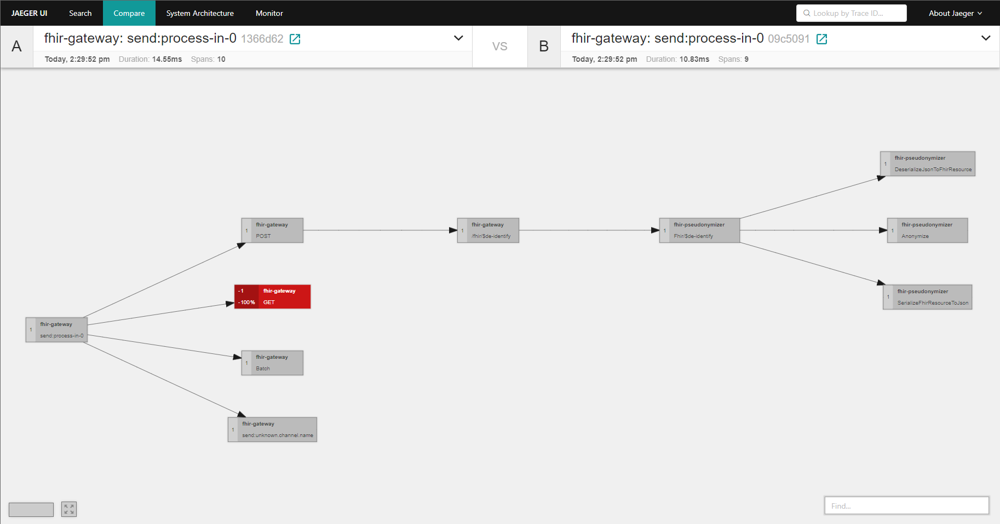 JAEGER UI Search Compare System Architecture Monitor Lookup by Trace ID... About Jaeger
A fhir-gateway: send:process-in-0 1366d62 VS B fhir-gateway: send:process-in-0 09c5091
Today, 2:29:52 pm Duration: 14.55ms Spans: 10 Today, 2:29:52 pm Duration: 10.83ms Spans: 9
1 fhir-pseudonymizer
DeserializeJsonToFhirResource
1 fhir-gateway
POST
1 fhir-gateway
/fhir/$de-identify
1 fhir-pseudonymizer
Fhir/$de-identify
1 fhir-pseudonymizer
Anonymize
-1 fhir-gateway
-100% GET
1 fhir-pseudonymizer
SerializeFhirResourceToJson
1 fhir-gateway
send:process-in-0
1 fhir-gateway
Batch
1 fhir-gateway
send:unknown.channel.name
Find...